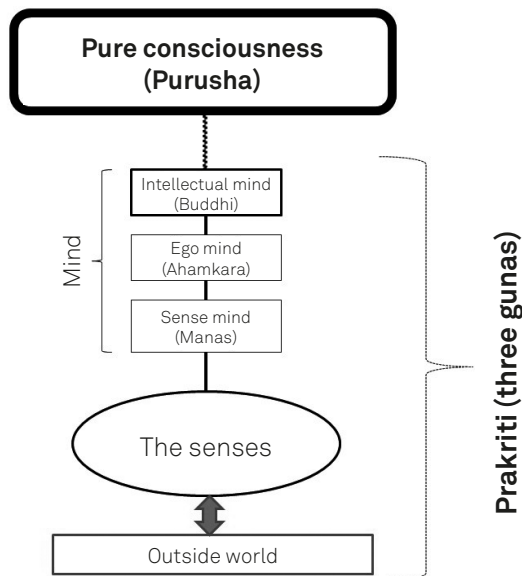 Pure consciousness
(Purusha)
Intellectual mind
(Buddhi)
Ego mind
(Ahamkara)
Sense mind
(Manas)
Mind
The senses
Outside world
Prakriti (three gunas)